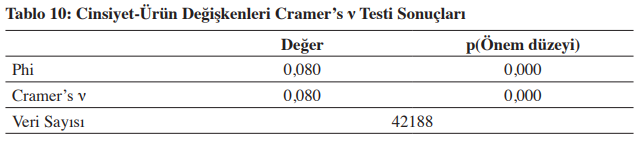 Tablo 10: Cinsiyet-Ürün Değişkenleri Cramer’s ν Testi Sonuçları
Değer p(Önem düzeyi)
Phi 0,080 0,000
Cramer’s ν 0,080 0,000
Veri Sayısı 42188